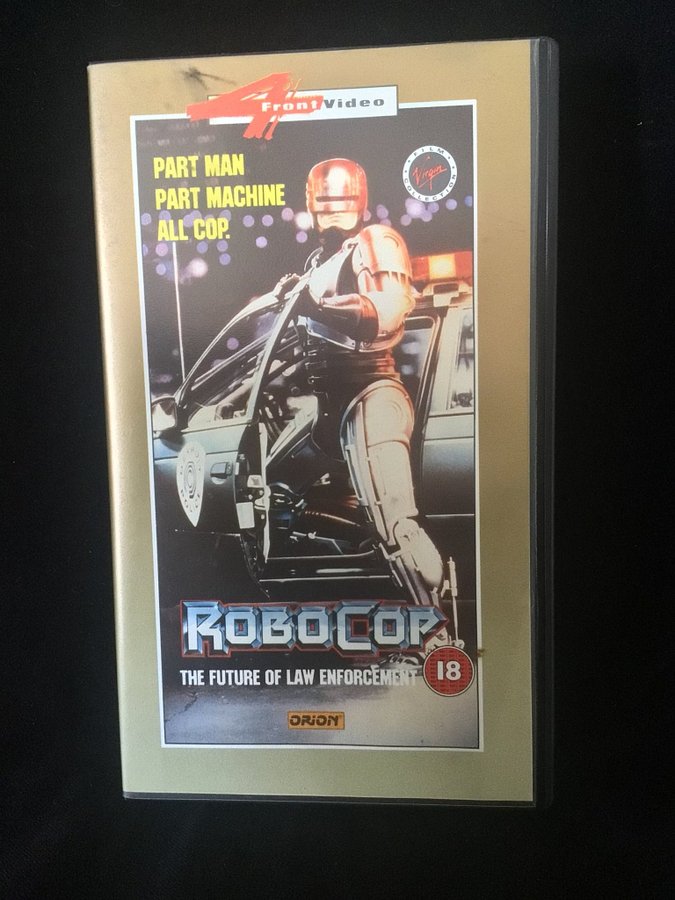 4 Front Video
PART MAN
PART MACHINE
ALL COP.
FILM
Virgin
COLLECTION
ROBOCOP
THE FUTURE OF LAW ENFORCEMENT
18
ORION